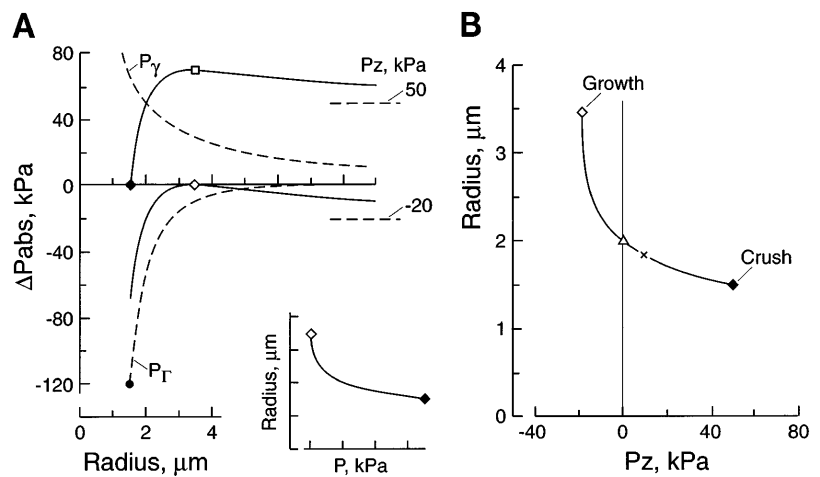 A
80
40
0
-40
-80
-120
ΔPabs, kPa
Pγ
Pz, kPa
50
-20
PΓ
0
2
4
Radius, μm
Radius, μm
P, kPa
B
4
3
2
1
0
Radius, μm
Growth
Crush
-40
0
40
80
Pz, kPa